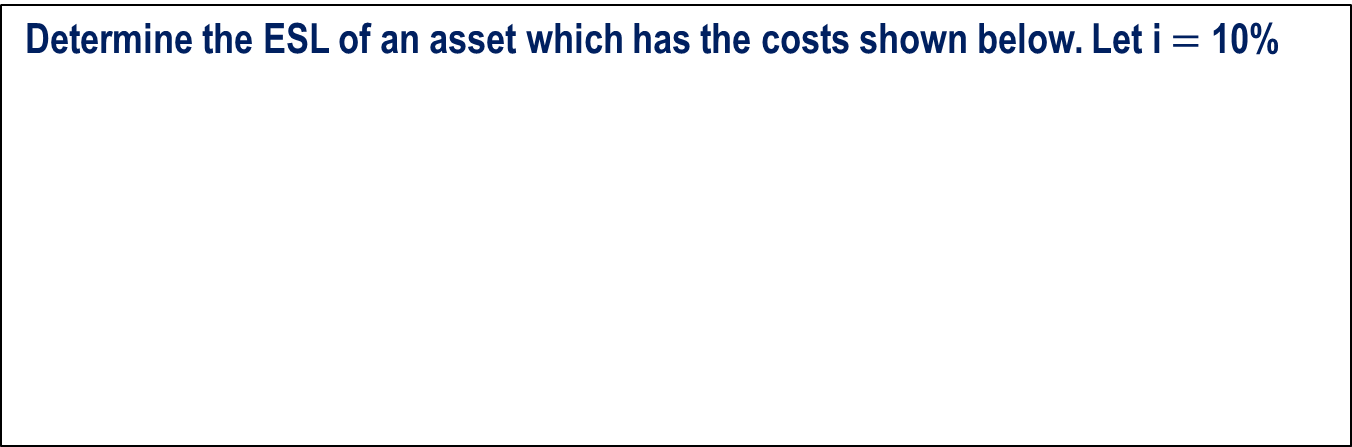 Determine the ESL of an asset which has the costs shown below. Let i = 10%